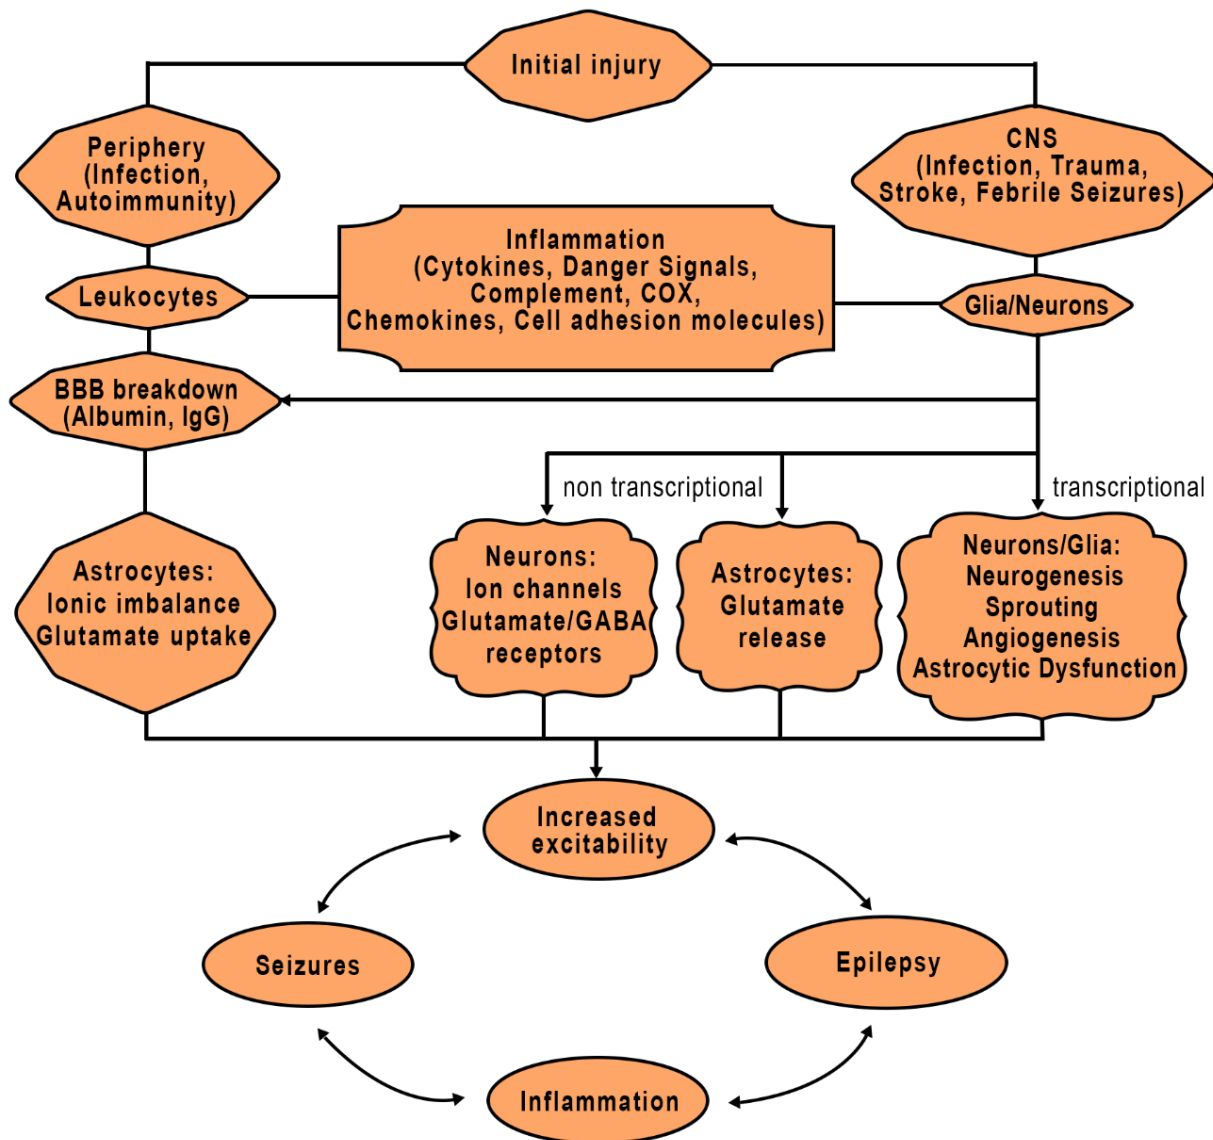 Initial injury
Periphery
(Infection,
Autoimmunity)
CNS
(Infection, Trauma,
Stroke, Febrile Seizures)
Inflammation
(Cytokines, Danger Signals,
Complement, COX,
Chemokines, Cell adhesion molecules)
Leukocytes
Glia/Neurons
BBB breakdown
(Albumin, IgG)
non transcriptional
transcriptional
Astrocytes:
Ionic imbalance
Glutamate uptake
Neurons:
Ion channels
Glutamate/GABA
receptors
Astrocytes:
Glutamate
release
Neurons/Glia:
Neurogenesis
Sprouting
Angiogenesis
Astrocytic Dysfunction
Increased
excitability
Seizures
Epilepsy
Inflammation